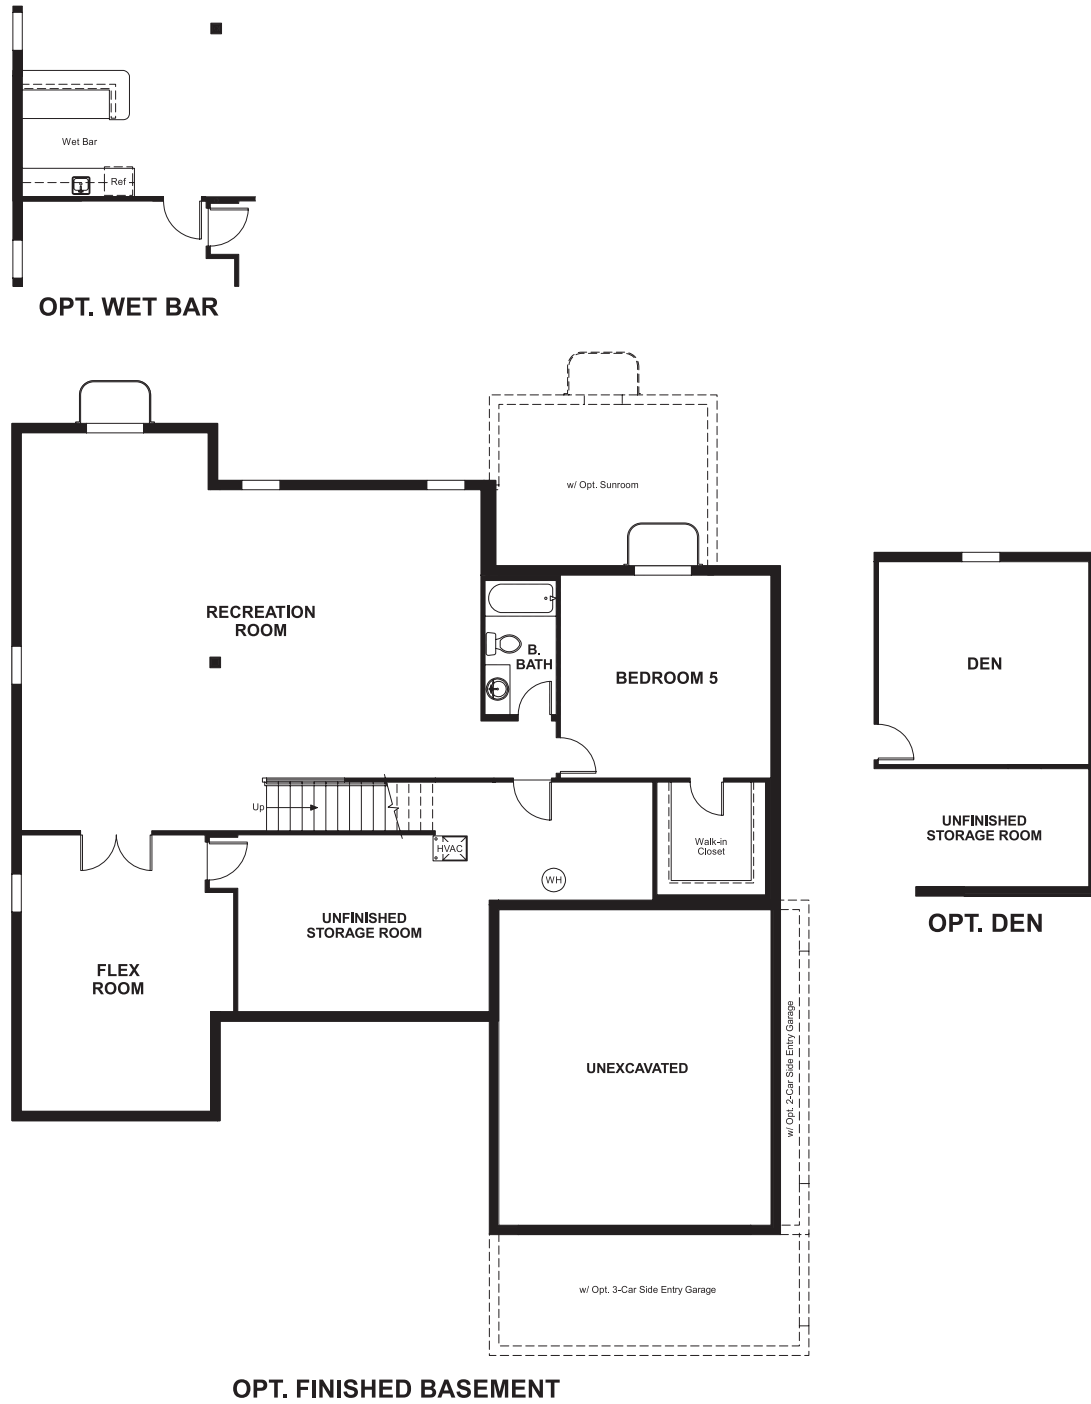 Wet Bar
Ref
OPT. WET BAR
w/ Opt. Sunroom
RECREATION
ROOM
B.
BATH
BEDROOM 5
DEN
Up
HVAC
WH
Walk-in
Closet
UNFINISHED
STORAGE ROOM
UNFINISHED
STORAGE ROOM
OPT. DEN
FLEX
ROOM
UNEXCAVATED
w/ Opt. 2-Car Side Entry Garage
w/ Opt. 3-Car Side Entry Garage
OPT. FINISHED BASEMENT